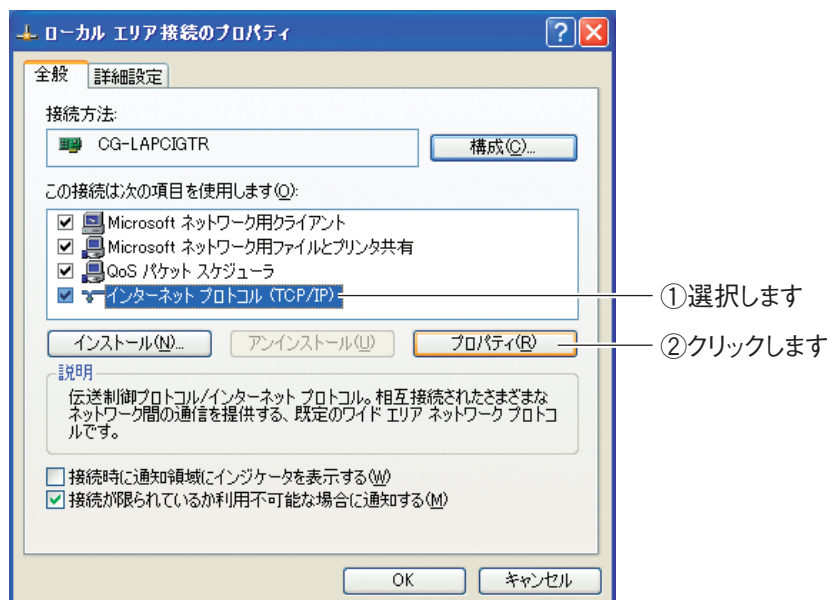 ローカル エリア接続のプロパティ
全般 詳細設定
接続方法:
CG-LAPCIGTR 構成(C)...
この接続は次の項目を使用します(O):
Microsoft ネットワーク用クライアント
Microsoft ネットワーク用ファイルとプリンタ共有
QoS パケット スケジューラ
インターネット プロトコル (TCP/IP) ①選択します
インストール(N)... アンインストール(U) プロパティ(R) ②クリックします
説明
伝送制御プロトコル/インターネット プロトコル。相互接続されたさまざまな
ネットワーク間の通信を提供する、既定のワイド エリア ネットワーク プロトコ
ルです。
接続時に通知領域にインジケータを表示する(W)
接続が限られているか利用不可能な場合に通知する(M)
OK キャンセル